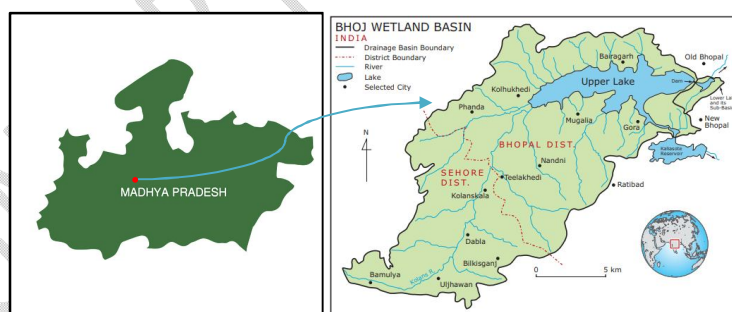 MADHYA PRADESH
BHOJ WETLAND BASIN
INDIA
Drainage Basin Boundary
District Boundary
River
Lake
Selected City
N
Bairagarh
Old Bhopal
Upper Lake
Dam
Lower Lake
and its
Sub-Basin
Kolhukhedi
Phanda
Mugalia
Gora
New
Bhopal
Kaliasote
Reservoir
BHOPAL DIST.
Nandni
SEHORE
DIST.
Teelakhedi
Ratibad
Kolanskala
Dabla
Bilkisganj
Bamulya
Kolans R.
Uljhawan
0 5 km